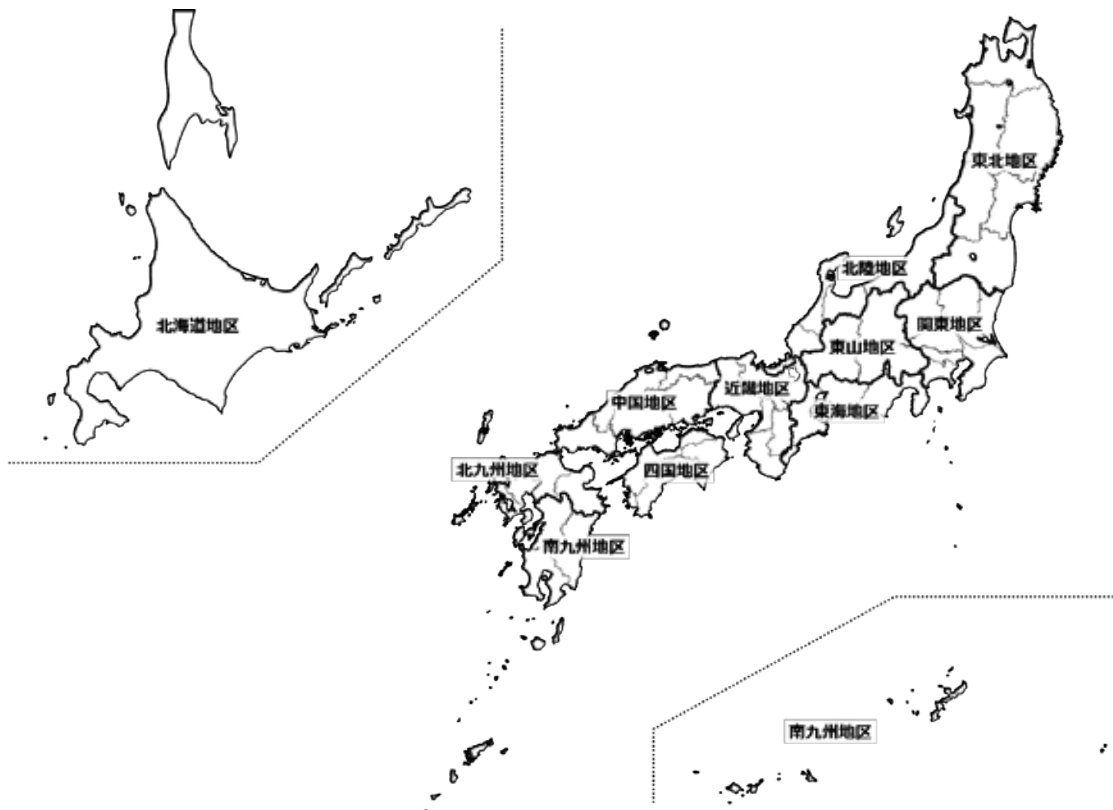 東北地区
北陸地区
北海道地区
関東地区
東山地区
近畿地区
中国地区
東海地区
北九州地区
四国地区
南九州地区
南九州地区